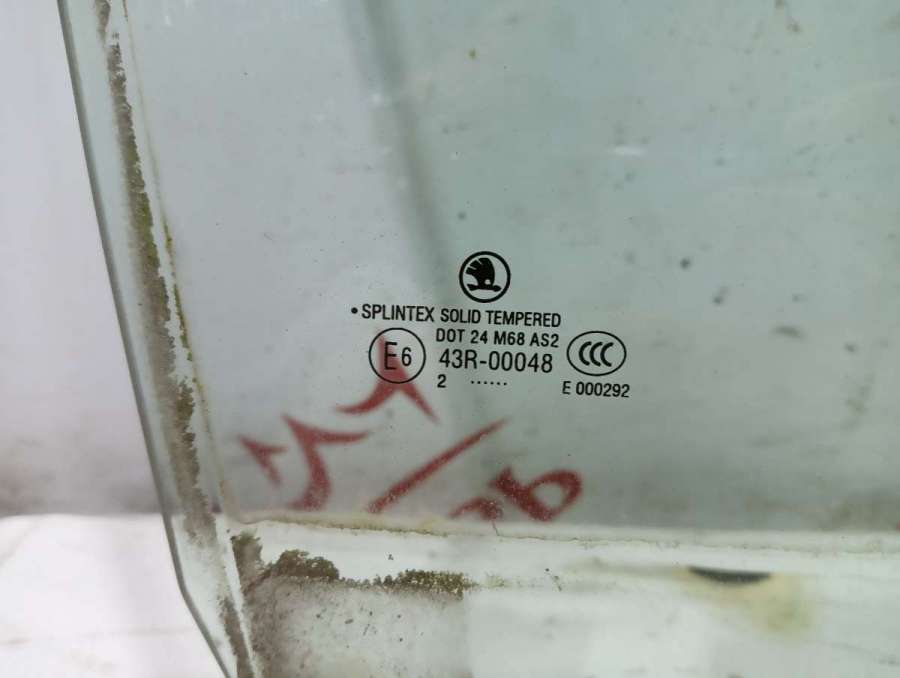 • SPLINTEX SOLID TEMPERED
DOT 24 M68 AS2
E6 43R-00048 CCC
2 ......
E 000292